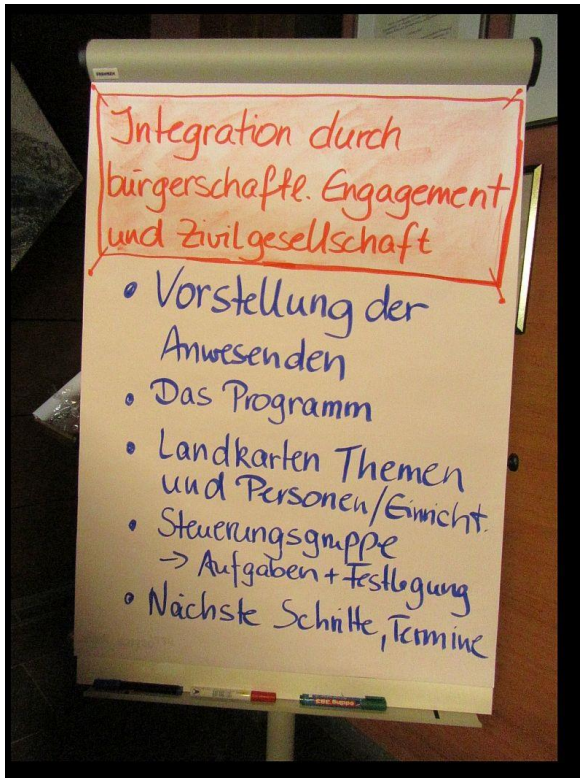 Integration durch
bürgerschaftl. Engagement
und Zivilgesellschaft
• Vorstellung der
Anwesenden
• Das Programm
• Landkarten Themen
und Personen/Einricht.
• Steuerungsgruppe
→ Aufgaben + Festlegung
• Nächste Schritte, Termine